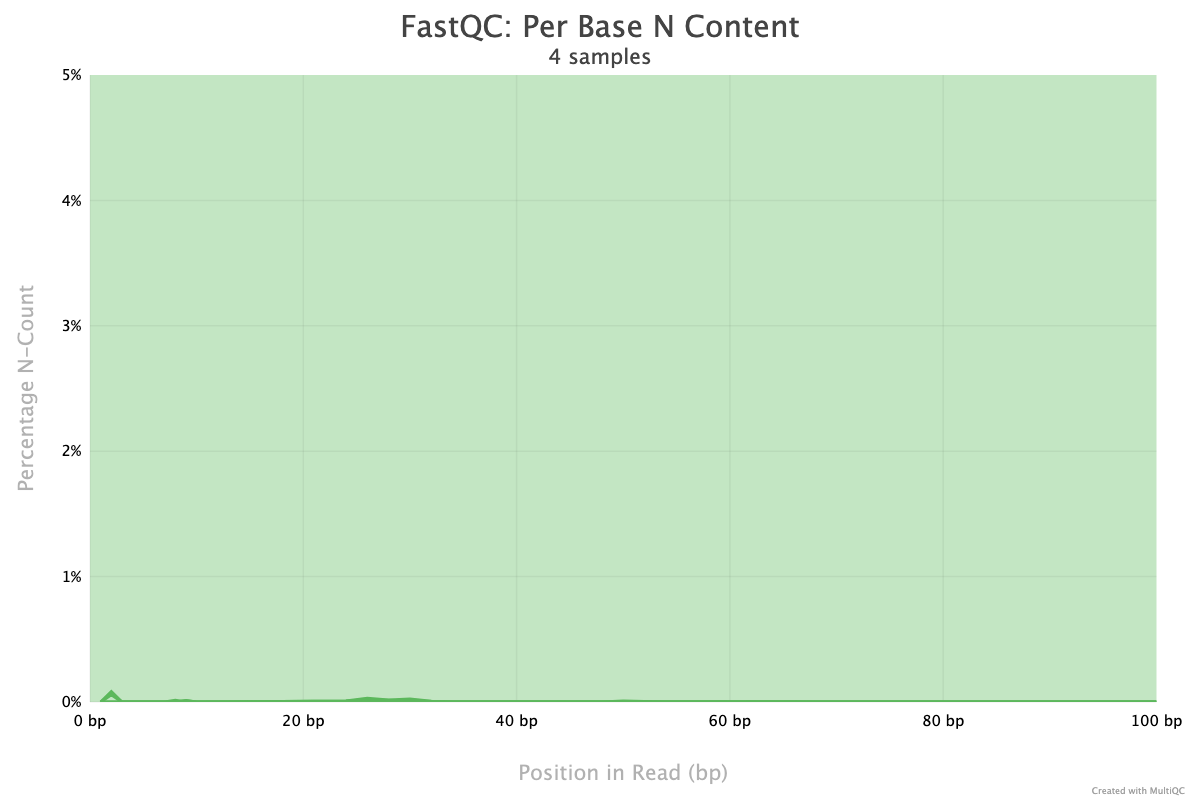 FastQC: Per Base N Content
4 samples
5%
4%
3%
2%
1%
0%
Percentage N-Count
0 bp
20 bp
40 bp
60 bp
80 bp
100 bp
Position in Read (bp)
Created with MultiQC